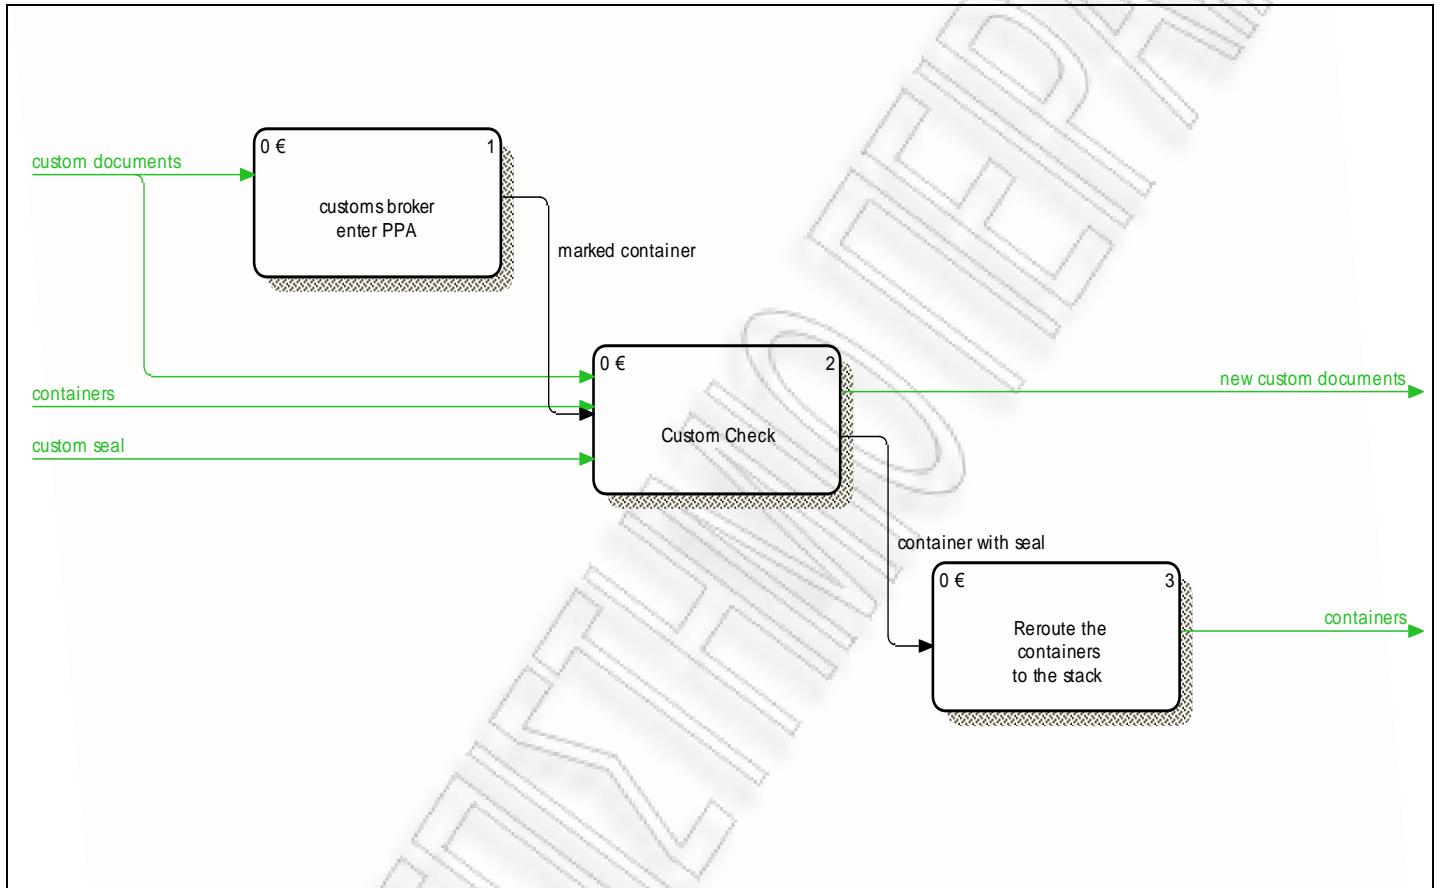 custom documents
0 €
1
customs broker
enter PPA
marked container
containers
custom seal
0 €
2
Custom Check
new custom documents
container with seal
0 €
3
Reroute the
containers
to the stack
containers